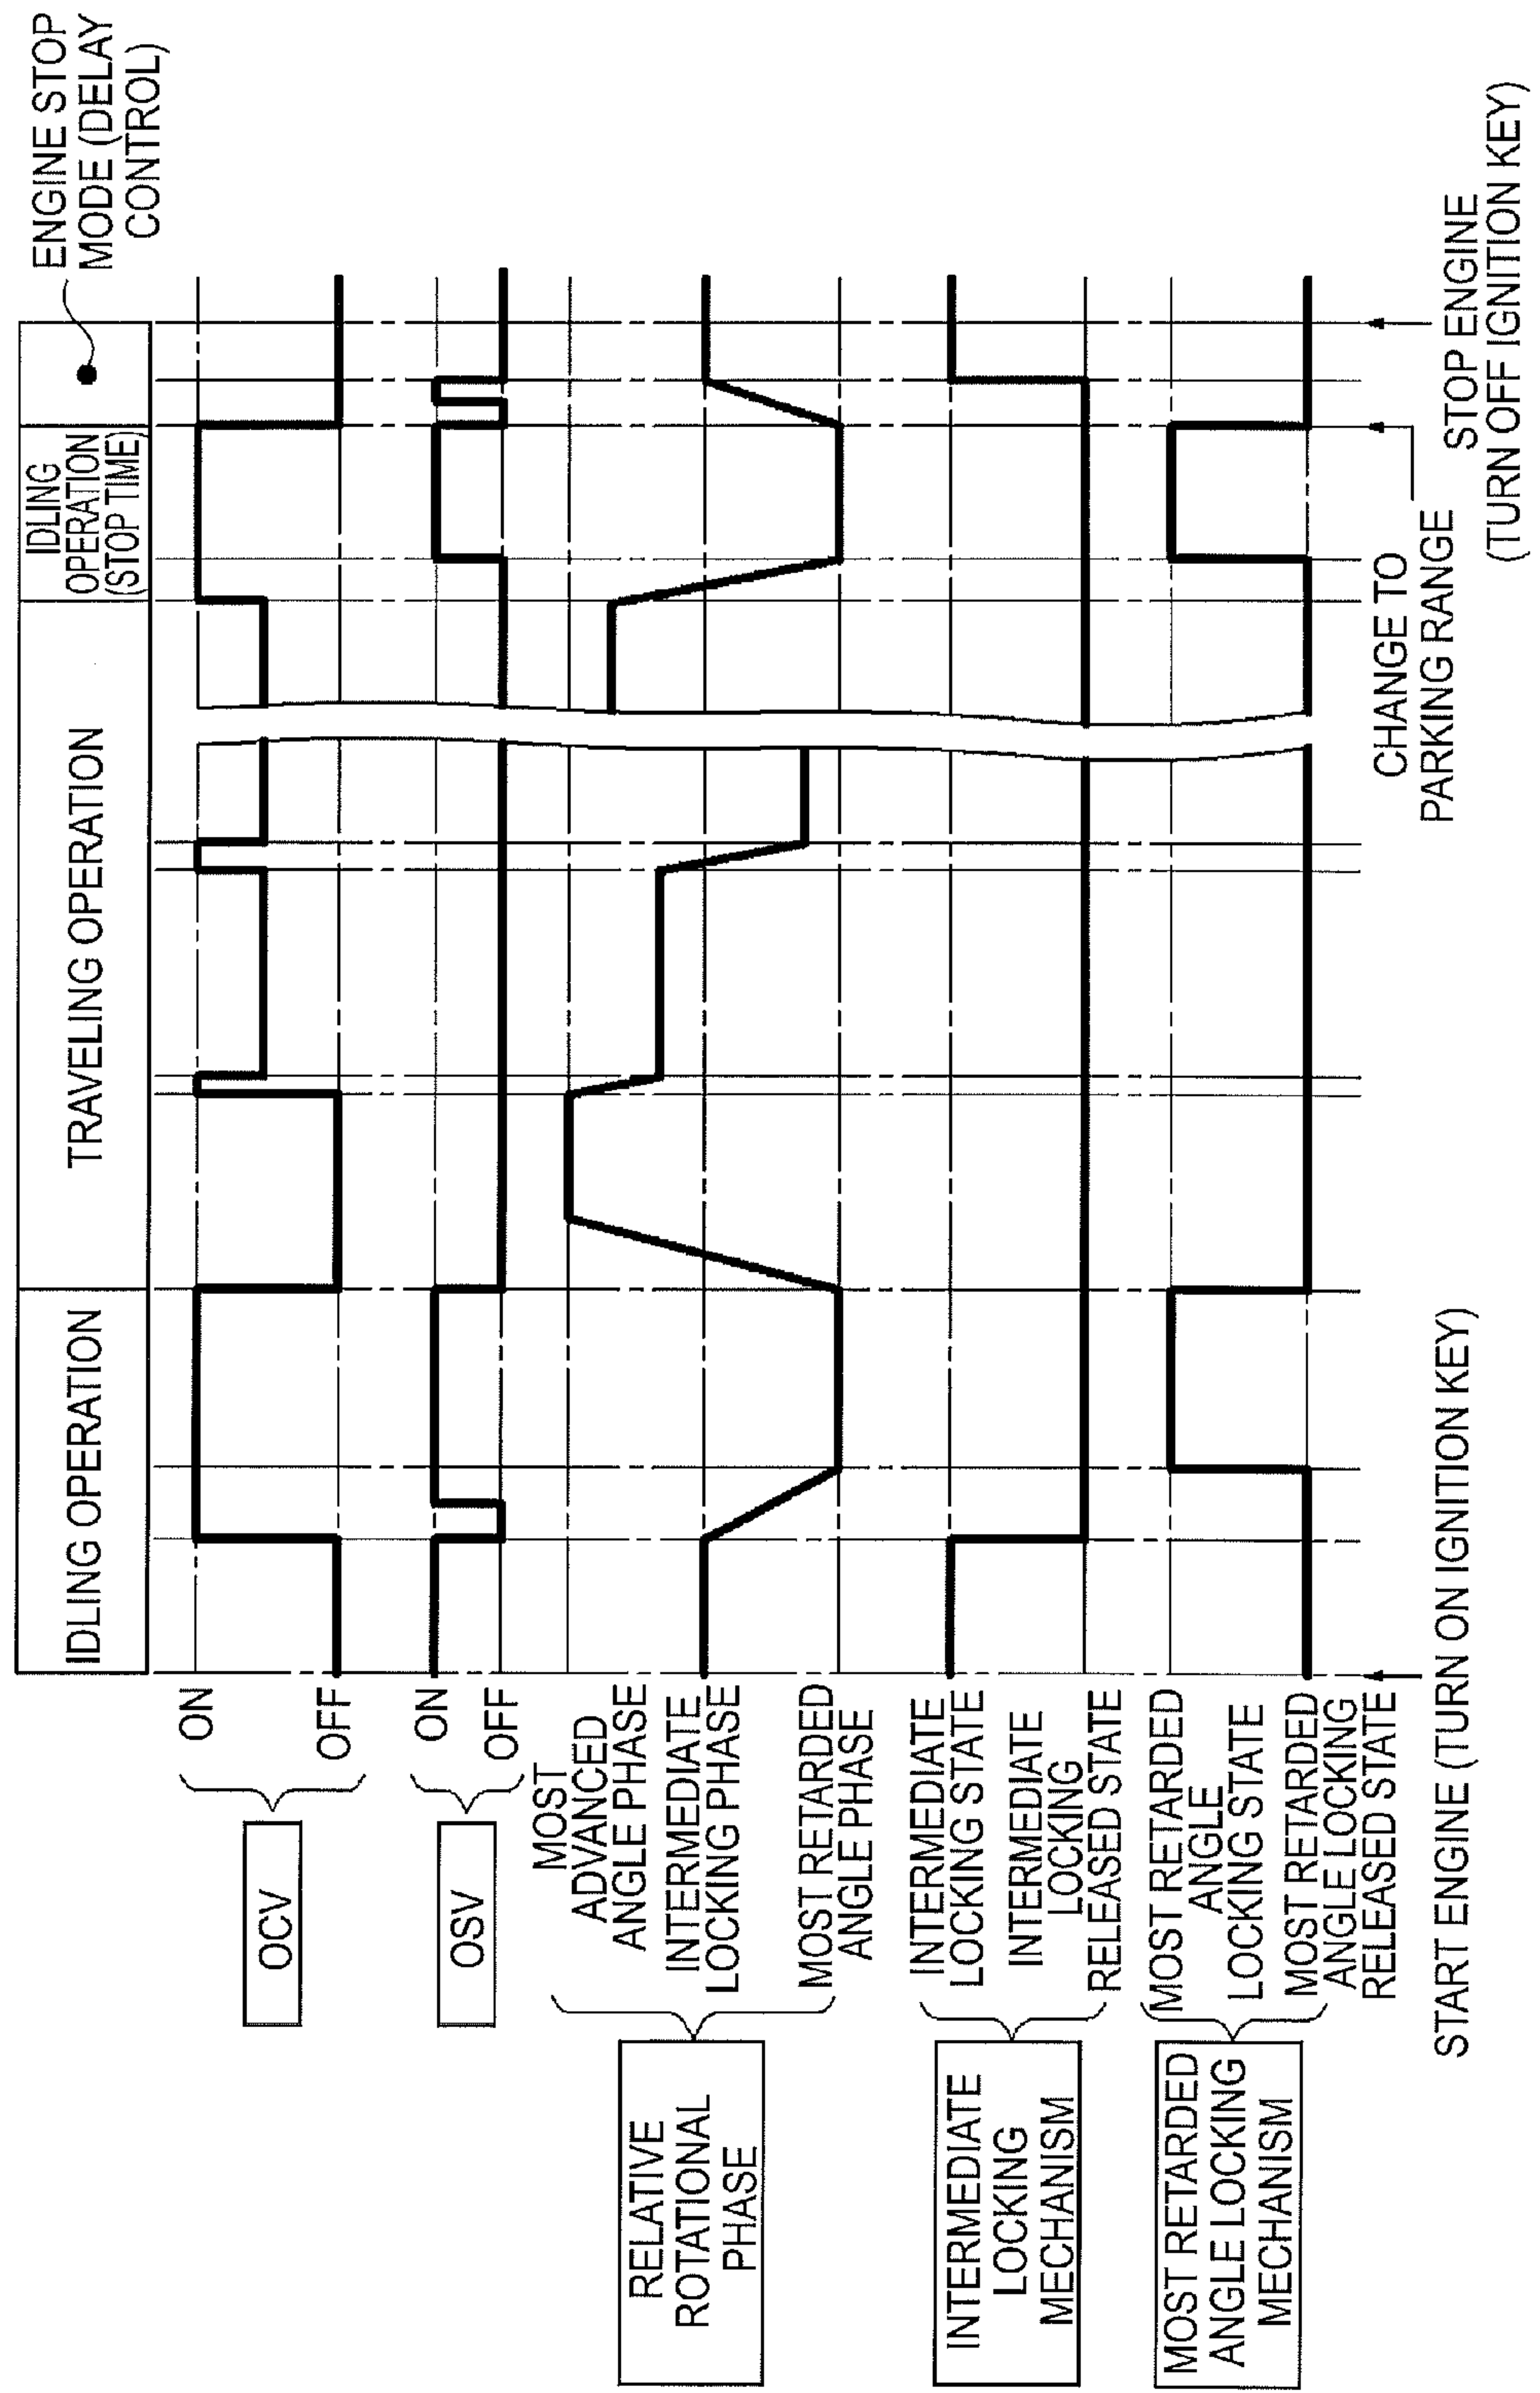 IDLING OPERATION
TRAVELING OPERATION
IDLING
OPERATION
(STOP TIME)
ENGINE STOP
MODE (DELAY
CONTROL)
OCV
ON
OFF
OSV
ON
OFF
RELATIVE
ROTATIONAL
PHASE
MOST
ADVANCED
ANGLE PHASE
INTERMEDIATE
LOCKING PHASE
MOST RETARDED
ANGLE PHASE
INTERMEDIATE
LOCKING
MECHANISM
INTERMEDIATE
LOCKING STATE
INTERMEDIATE
LOCKING
RELEASED STATE
MOST RETARDED
ANGLE LOCKING
MECHANISM
MOST RETARDED
ANGLE
LOCKING STATE
MOST RETARDED
ANGLE LOCKING
RELEASED STATE
START ENGINE (TURN ON IGNITION KEY)
CHANGE TO
PARKING RANGE
STOP ENGINE
(TURN OFF IGNITION KEY)